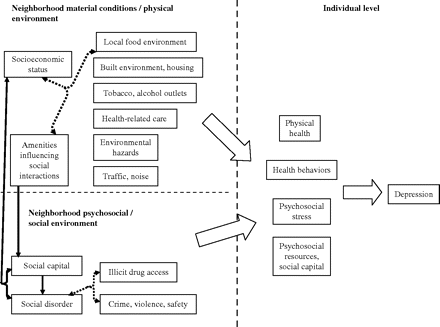 Neighborhood material conditions / physical
environment
Individual level
Local food environment
Socioeconomic
status
Built environment, housing
Tobacco, alcohol outlets
Health-related care
Physical
health
Amenities
influencing
social
interactions
Environmental
hazards
Traffic, noise
Health behaviors
Depression
Psychosocial
stress
Neighborhood psychosocial /
social environment
Psychosocial
resources,
social capital
Social capital
Illicit drug access
Social disorder
Crime, violence, safety